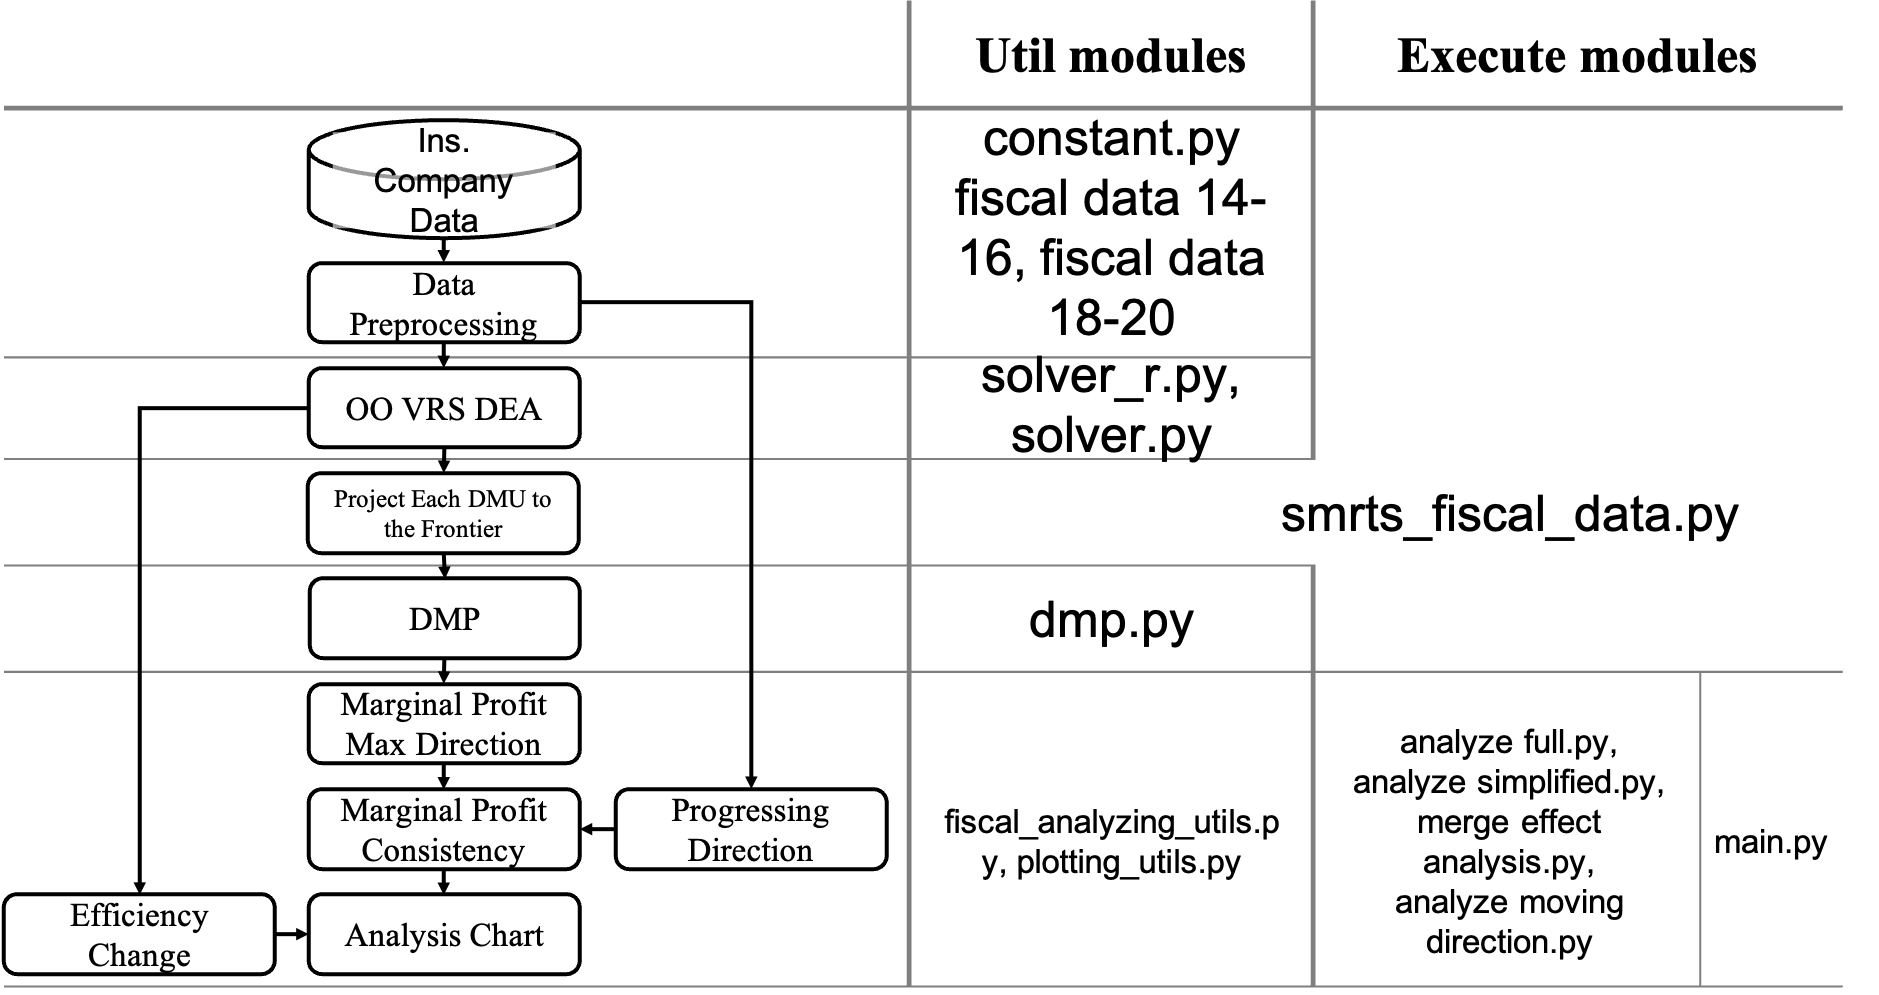 Util modules
Execute modules
Ins.
Company
Data
constant.py
fiscal data 14-
16, fiscal data
18-20
Data
Preprocessing
OO VRS DEA
solver_r.py,
solver.py
Project Each DMU to
the Frontier
smrts_fiscal_data.py
DMP
dmp.py
Marginal Profit
Max Direction
Marginal Profit
Consistency
Progressing
Direction
Efficiency
Change
Analysis Chart
fiscal_analyzing_utils.p
y, plotting_utils.py
analyze full.py,
analyze simplified.py,
merge effect
analysis.py,
analyze moving
direction.py
main.py